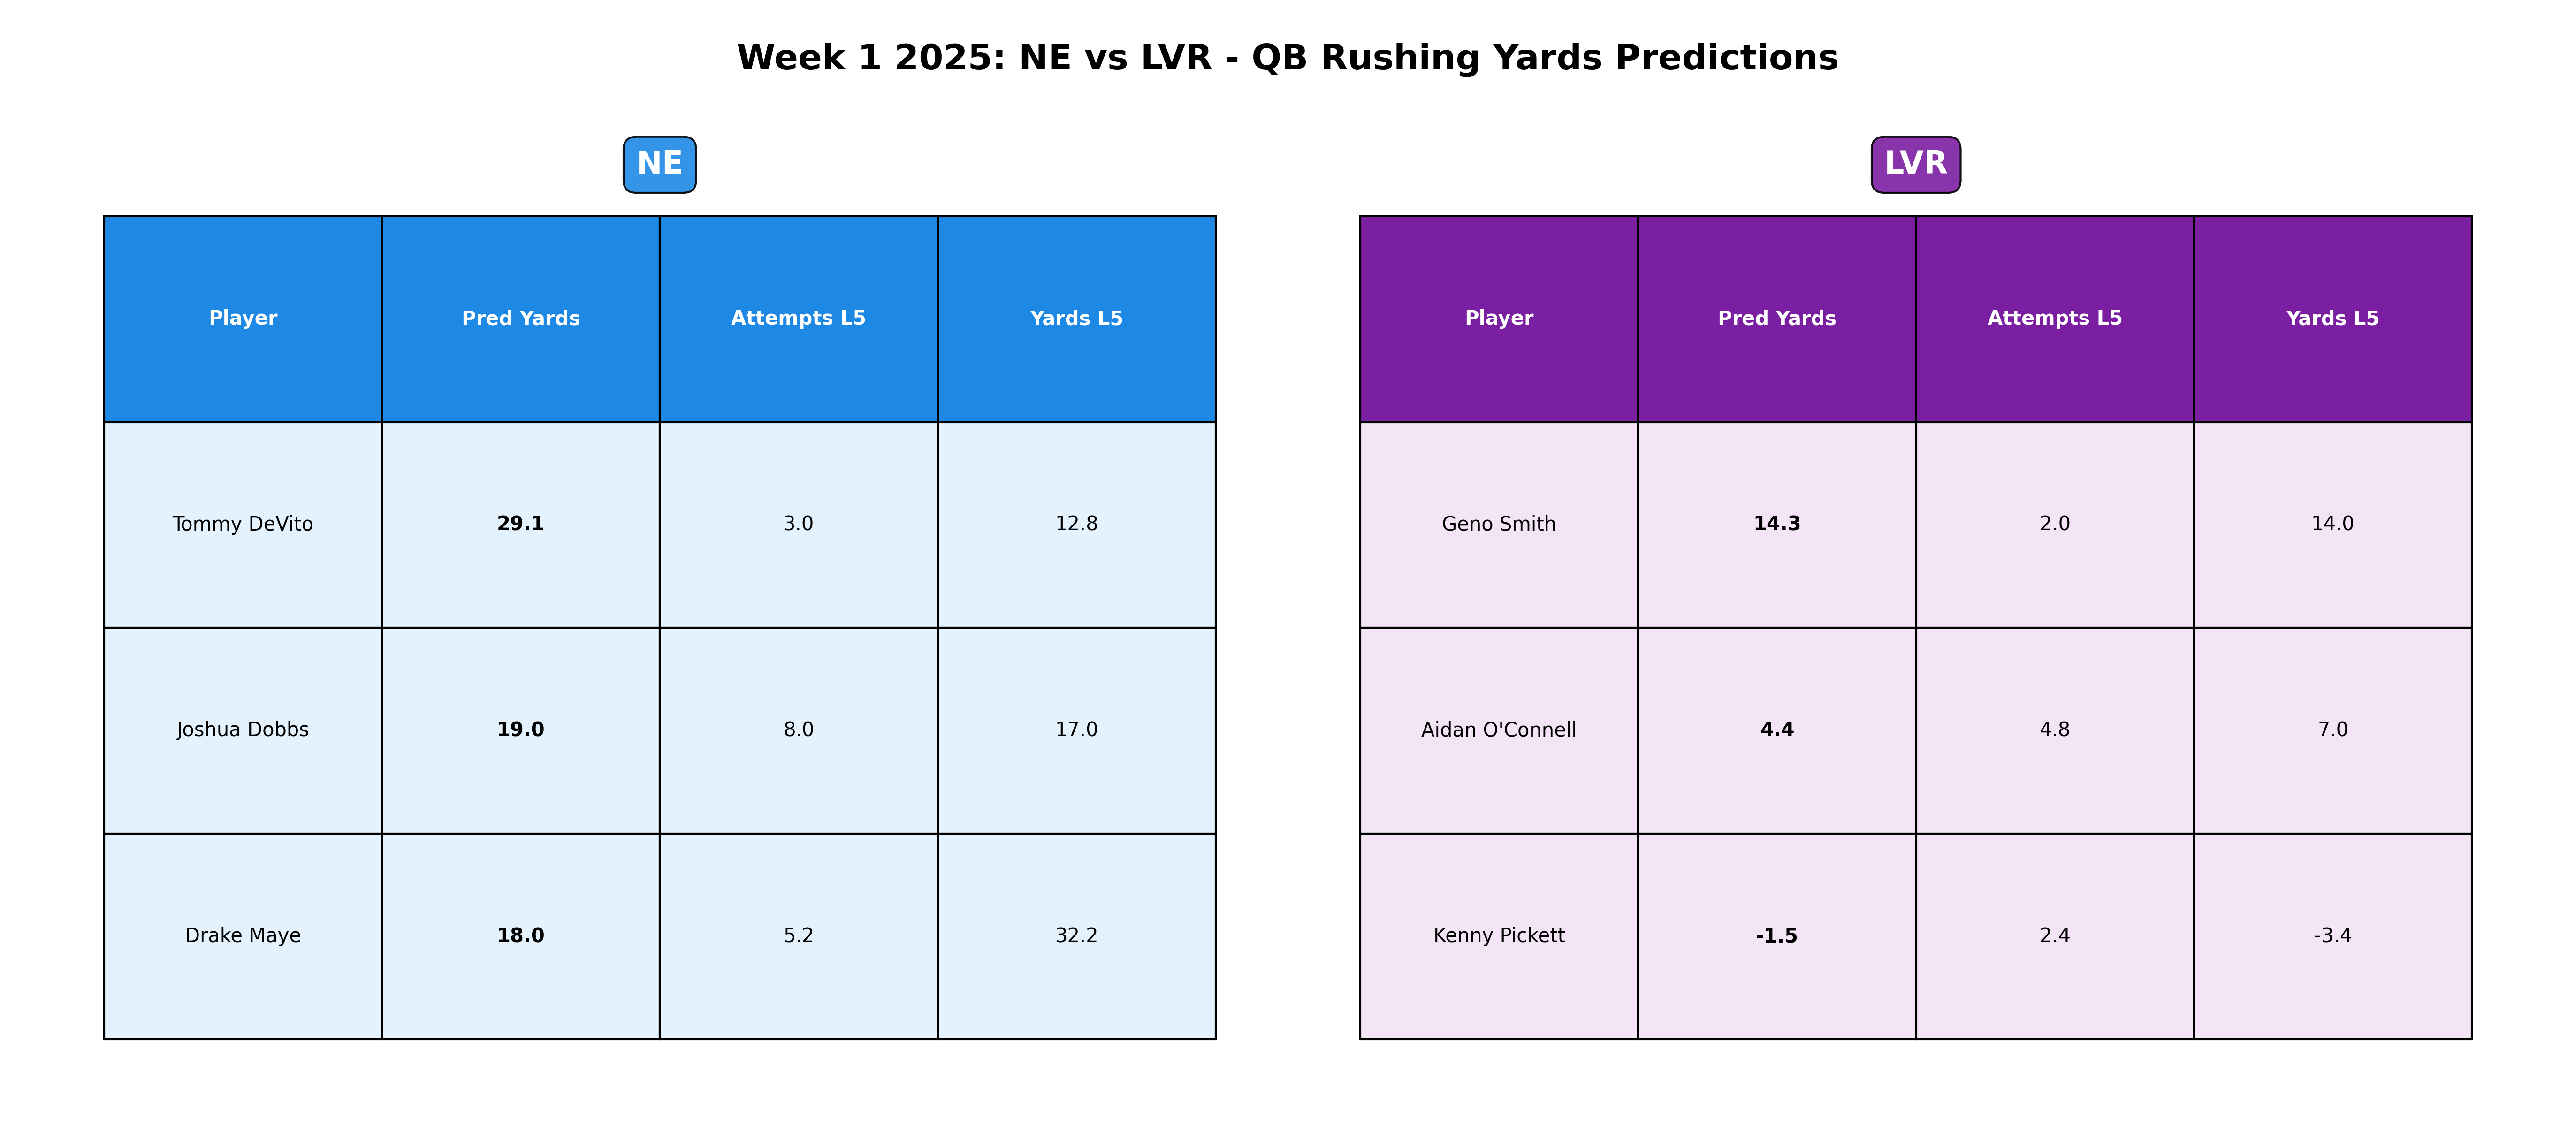 Week 1 2025: NE vs LVR - QB Rushing Yards Predictions
NE
Player Pred Yards Attempts L5 Yards L5
Tommy DeVito 29.1 3.0 12.8
Joshua Dobbs 19.0 8.0 17.0
Drake Maye 18.0 5.2 32.2
LVR
Player Pred Yards Attempts L5 Yards L5
Geno Smith 14.3 2.0 14.0
Aidan O'Connell 4.4 4.8 7.0
Kenny Pickett -1.5 2.4 -3.4